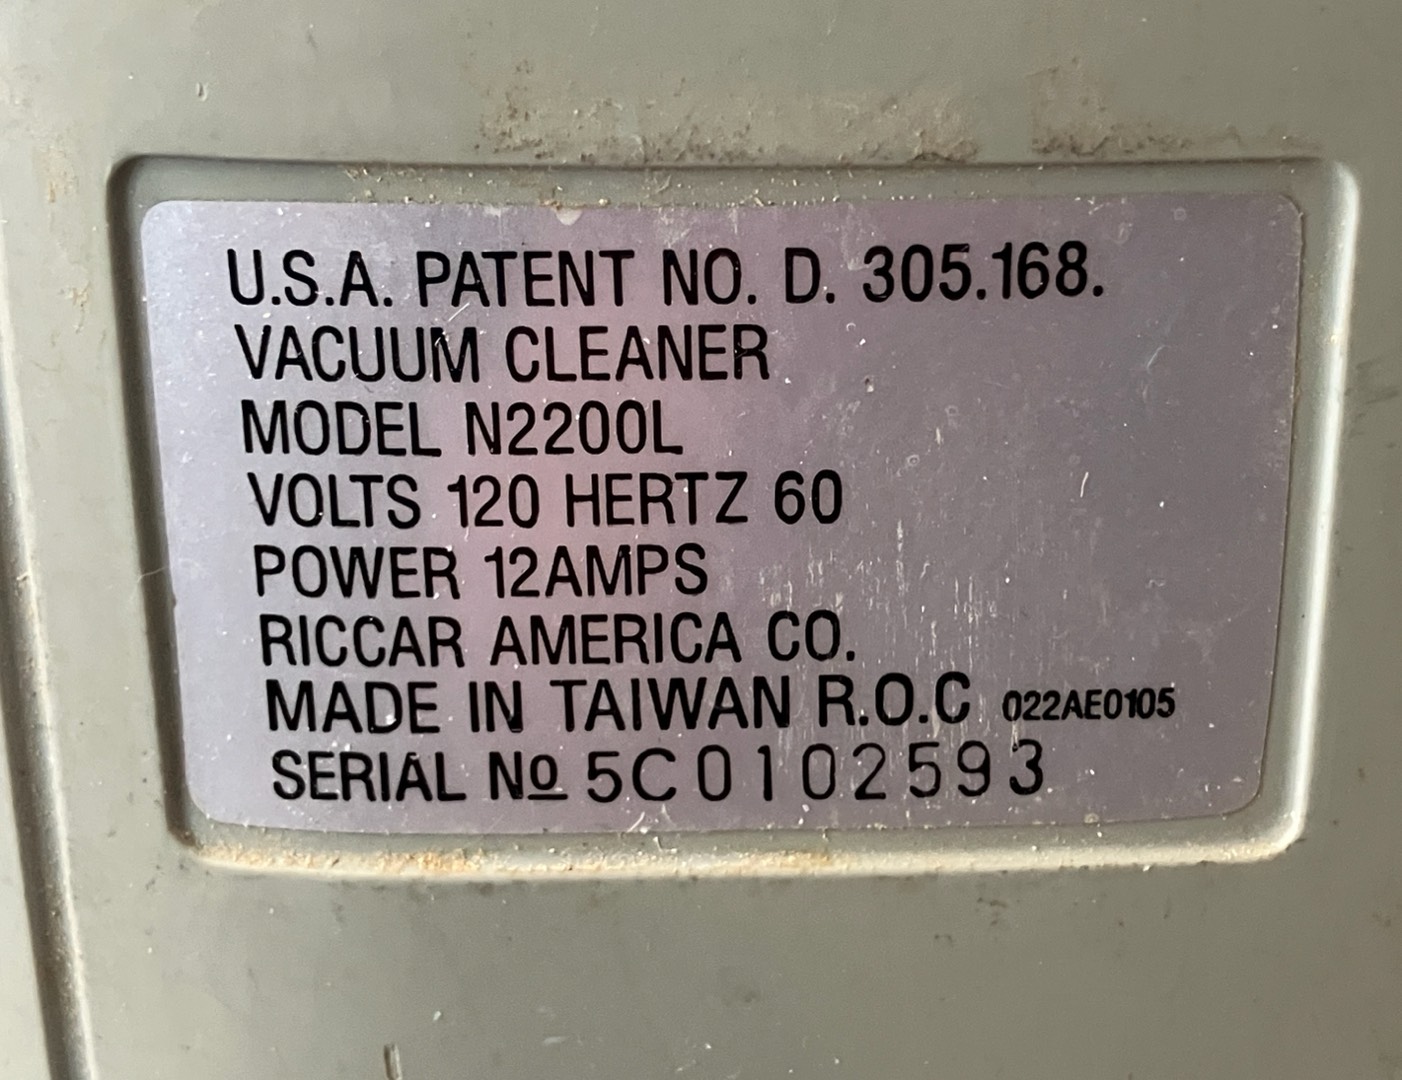 U.S.A. PATENT NO. D. 305.168.
VACUUM CLEANER
MODEL N2200L
VOLTS 120 HERTZ 60
POWER 12AMPS
RICCAR AMERICA CO.
MADE IN TAIWAN R.O.C 022AE0105
SERIAL No 5C0102593